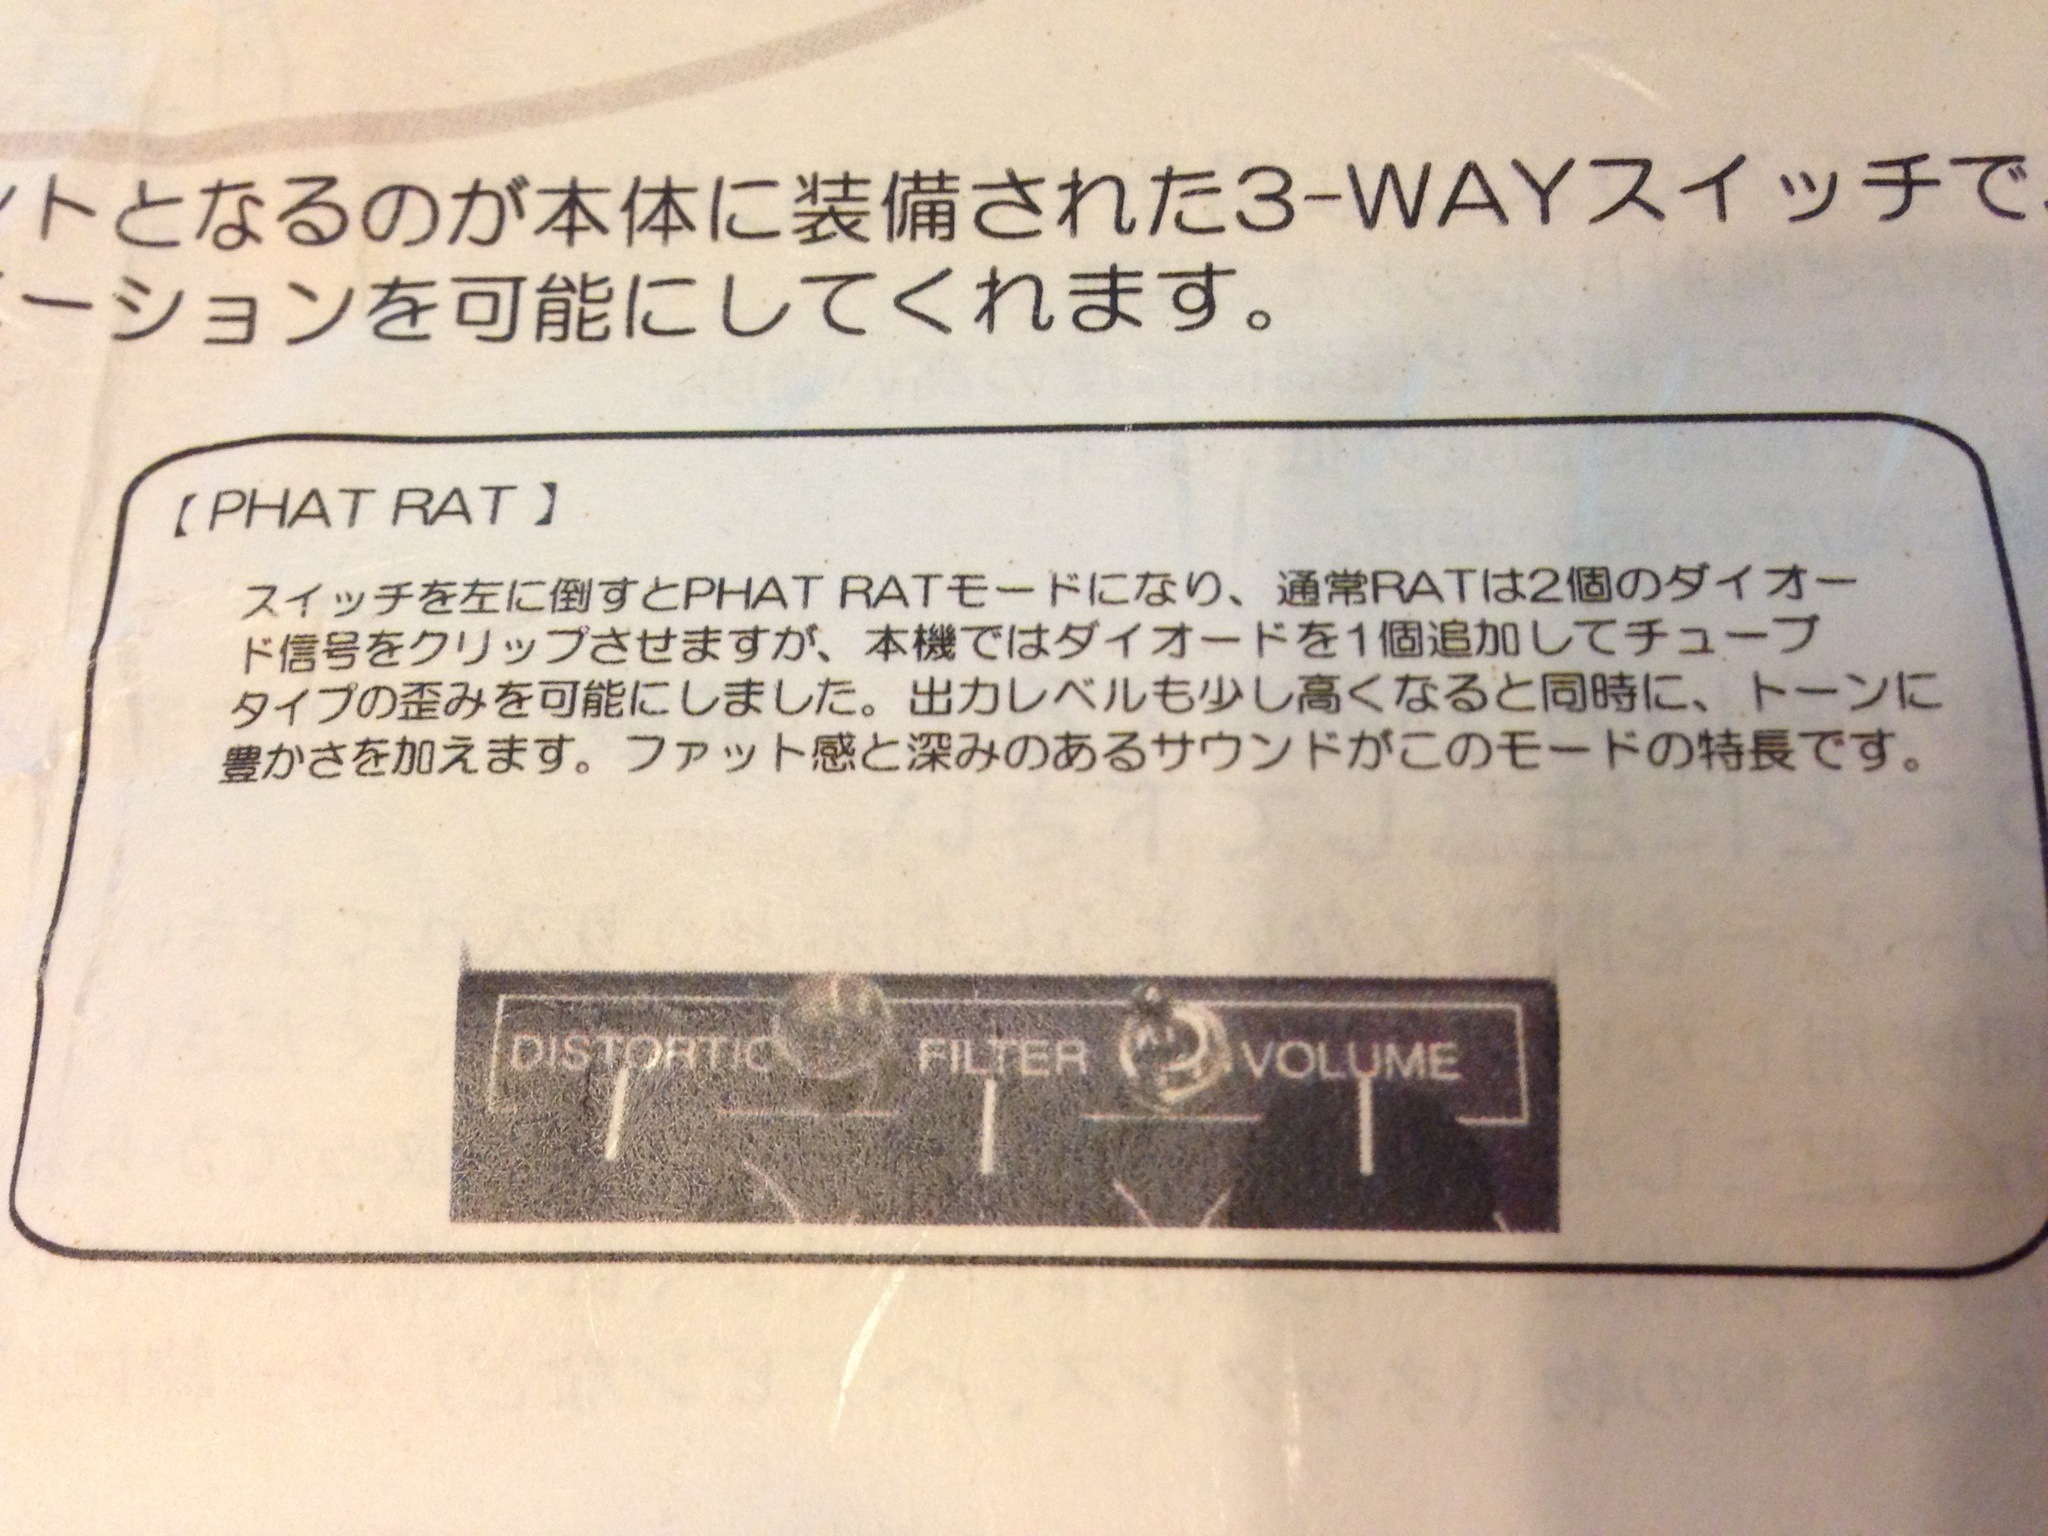 ントとなるのが本体に装備された3-WAYスイッチで、
ーションを可能にしてくれます。
【 PHAT RAT 】
スイッチを左に倒すとPHAT RATモードになり、通常RATは2個のダイオー
ド信号をクリップさせますが、本機ではダイオードを1個追加してチューブ
タイプの歪みを可能にしました。出力レベルも少し高くなると同時に、トーンに
豊かさを加えます。ファット感と深みのあるサウンドがこのモードの特長です。
DISTORTIO FILTER VOLUME